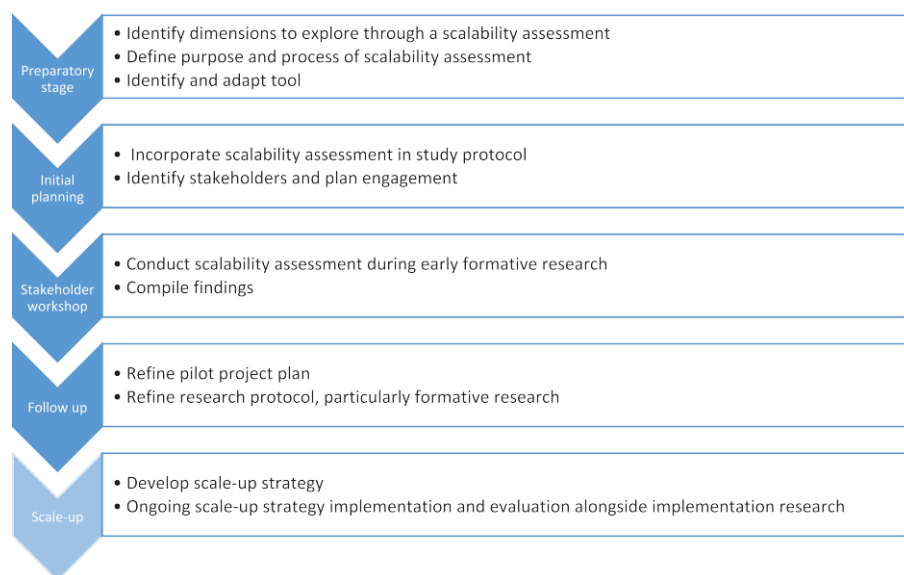 Preparatory
stage
• Identify dimensions to explore through a scalability assessment
• Define purpose and process of scalability assessment
• Identify and adapt tool
Initial
planning
• Incorporate scalability assessment in study protocol
• Identify stakeholders and plan engagement
Stakeholder
workshop
• Conduct scalability assessment during early formative research
• Compile findings
Follow up
• Refine pilot project plan
• Refine research protocol, particularly formative research
Scale-up
• Develop scale-up strategy
• Ongoing scale-up strategy implementation and evaluation alongside implementation research